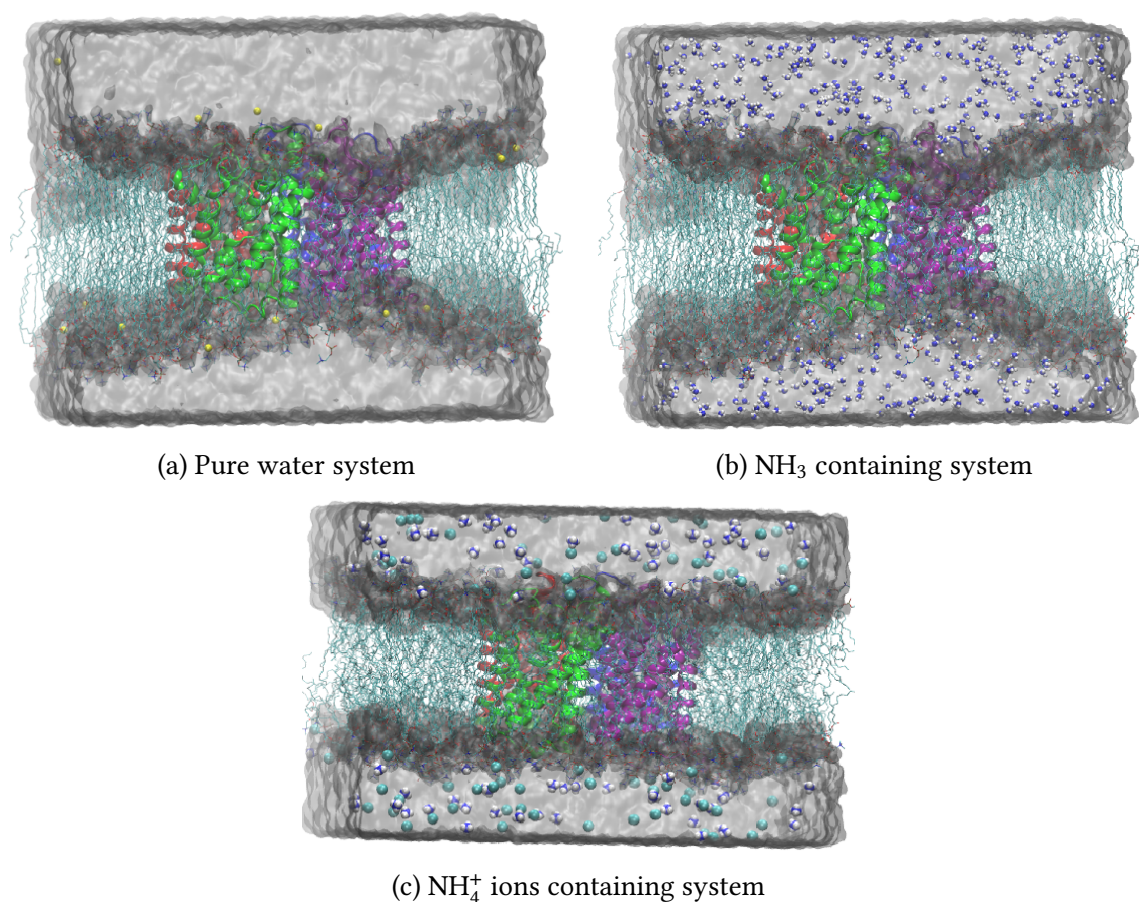 (a) Pure water system
(b) NH₃ containing system
(c) NH₄⁺ ions containing system